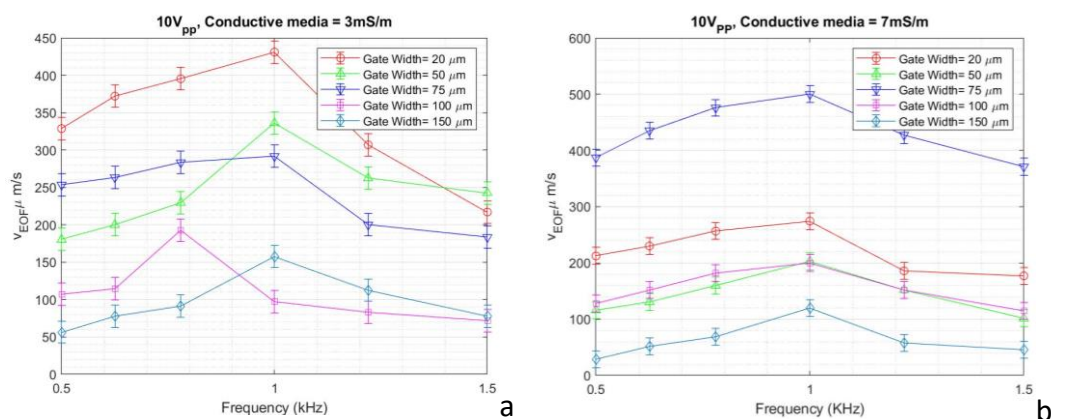 10Vpp, Conductive media = 3mS/m
450
400
350
300
250
200
150
100
50
0
vEOF μ m/s
Gate Width= 20 μm
Gate Width= 50 μm
Gate Width= 75 μm
Gate Width= 100 μm
Gate Width= 150 μm
0.5
1
1.5
Frequency (kHz)
a
10VPP, Conductive media = 7mS/m
600
500
400
300
200
100
0
vEOF μ m/s
Gate Width= 20 μm
Gate Width= 50 μm
Gate Width= 75 μm
Gate Width= 100 μm
Gate Width= 150 μm
0.5
1
1.5
Frequency (kHz)
b